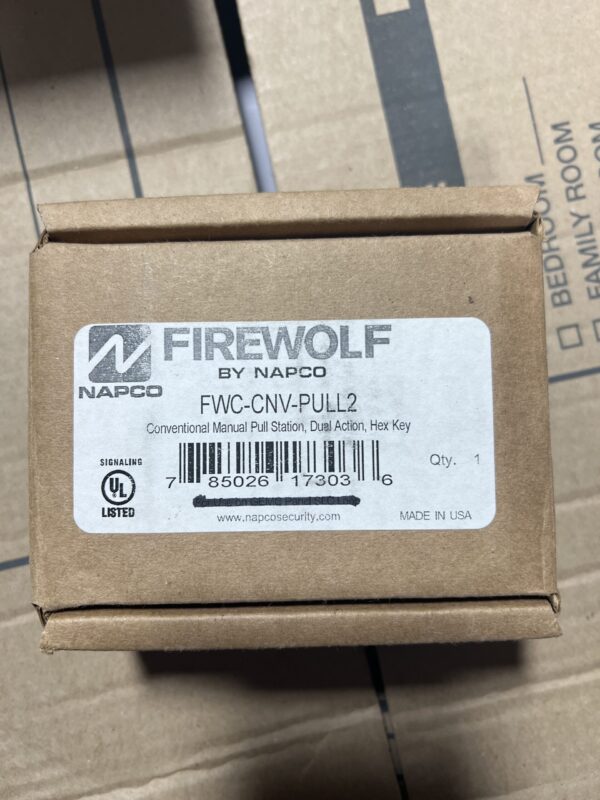 N
NAPCO
FIREWOLF
BY NAPCO
FWC-CNV-PULL2
Conventional Manual Pull Station, Dual Action, Hex Key
SIGNALING
UL
LISTED
7 85026 17303 6
Qty. 1
www.napcosecurity.com
MADE IN USA
BEDROOM
FAMILY ROOM